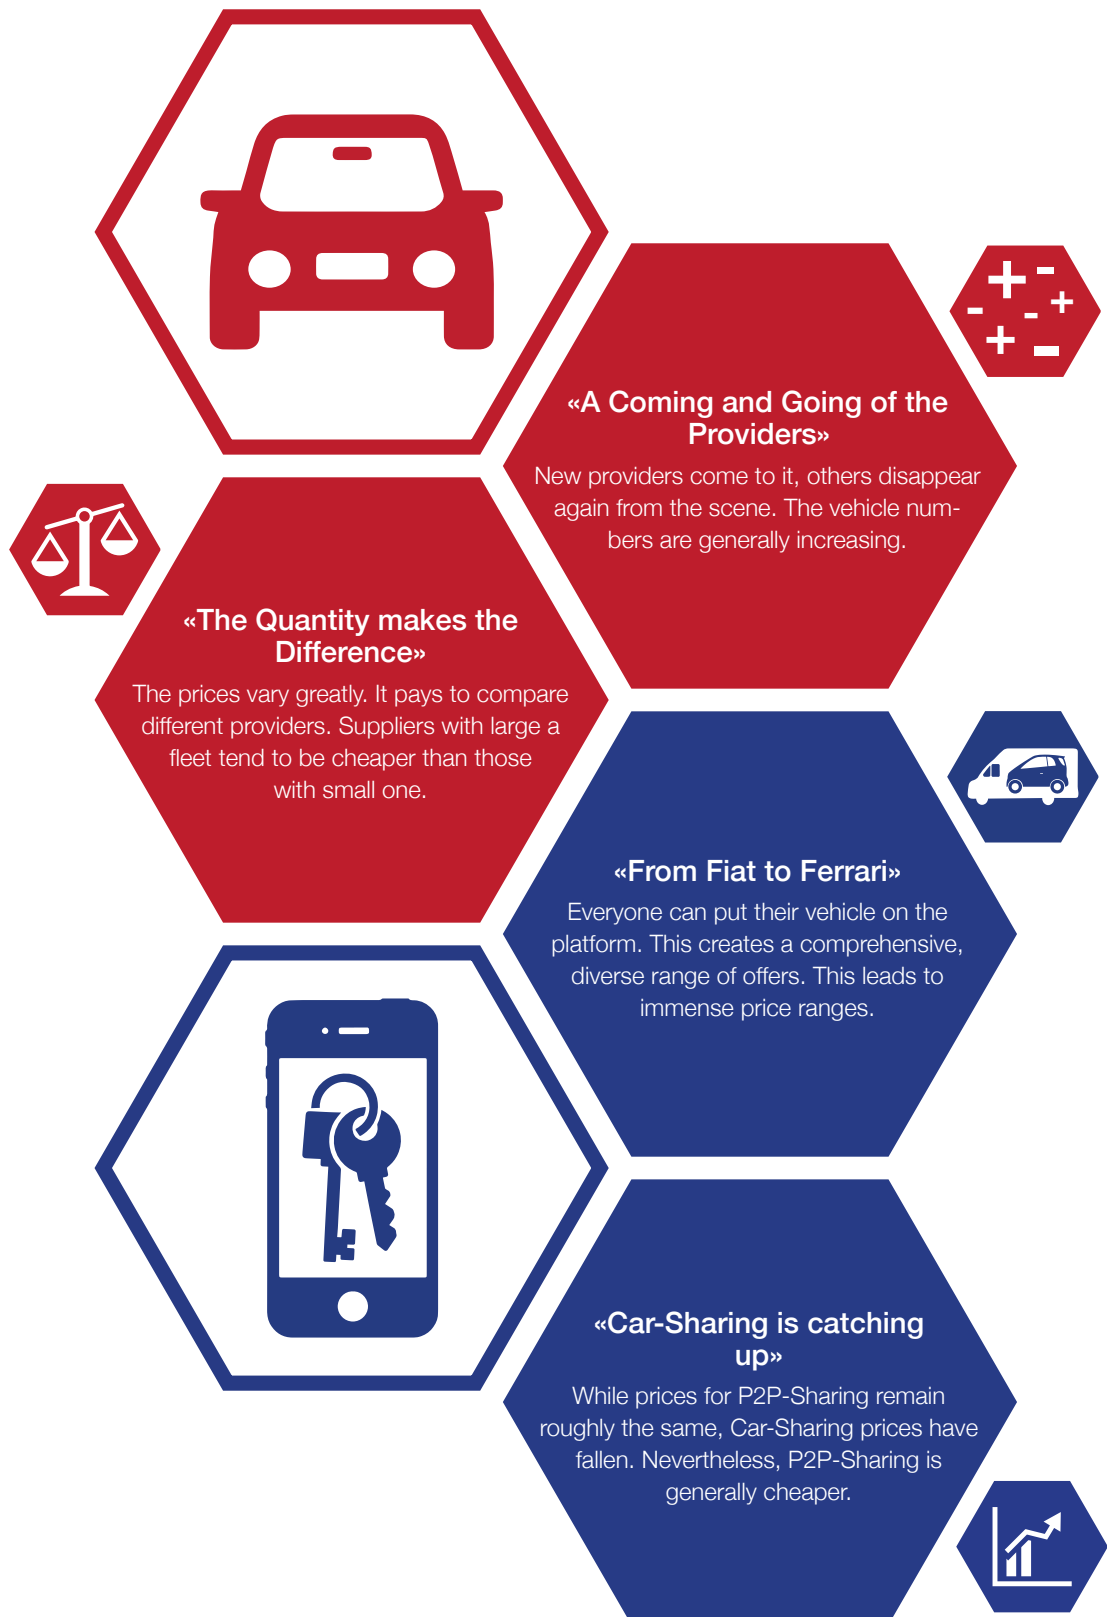 «A Coming and Going of the
Providers»
New providers come to it, others disappear
again from the scene. The vehicle num-
bers are generally increasing.
«The Quantity makes the
Difference»
The prices vary greatly. It pays to compare
different providers. Suppliers with large a
fleet tend to be cheaper than those
with small one.
«From Fiat to Ferrari»
Everyone can put their vehicle on the
platform. This creates a comprehensive,
diverse range of offers. This leads to
immense price ranges.
«Car-Sharing is catching
up»
While prices for P2P-Sharing remain
roughly the same, Car-Sharing prices have
fallen. Nevertheless, P2P-Sharing is
generally cheaper.